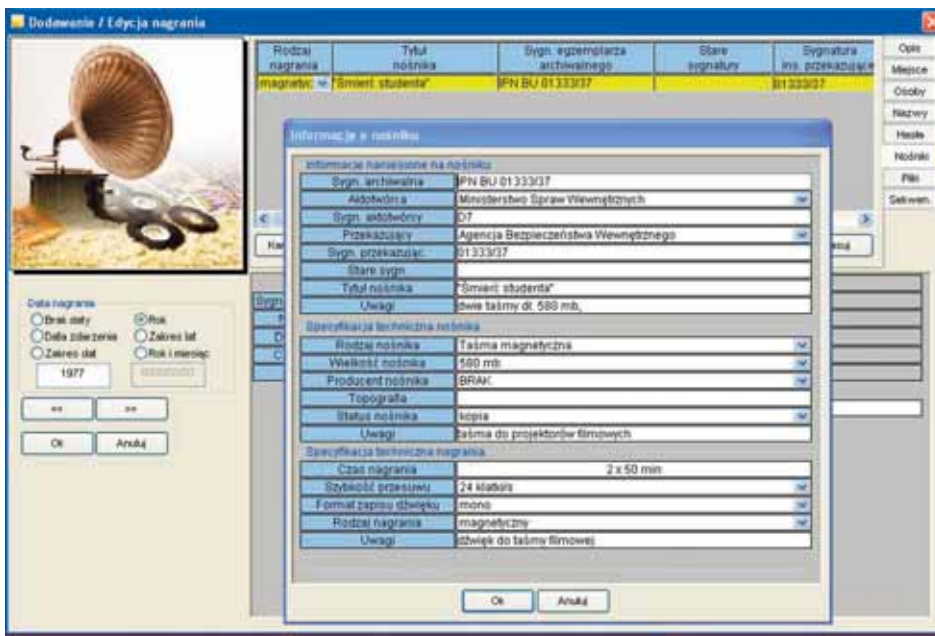 Dodawanie / Edycja nagrania
Rodzaj nagrania
Tytuł nośnika
Sygn. egzemplarza archiwalnego
Stare sygnatury
Sygnatura ins. przekazujące
magnetyc "Śmierć studenta" IPN BU 01333/37 01333/37
Opis
Miejsce
Osoby
Nazwy
Hasła
Nośniki
Pliki
Sekwen.
Informacje o nośniku
Informacje naniesione na nośniku
Sygn. archiwalna IPN BU 01333/37
Aktotwórca Ministerstwo Spraw Wewnętrznych
Sygn. aktotwórcy D7
Przekazujący Agencja Bezpieczeństwa Wewnętrznego
Sygn. przekazując. 01333/37
Stare sygn.
Tytuł nośnika "Śmierć studenta"
Uwagi dwie taśmy dł. 580 mb,
Specyfikacja techniczna nośnika
Rodzaj nośnika Taśma magnetyczna
Wielkość nośnika 580 mb
Producent nośnika BRAK
Topografia
Status nośnika kopia
Uwagi taśma do projektorów filmowych
Specyfikacja techniczna nagrania
Czas nagrania 2 x 50 min
Szybkość przesuwu 24 klatki/s
Format zapisu dźwięku mono
Rodzaj nagrania magnetyczny
Uwagi dźwięk do taśmy filmowej
Ok Anuluj
Data nagrania
Brak daty Rok
Data zdarzenia Zakres lat
Zakres dat Rok i miesiąc
1977
<< >>
Ok Anuluj
Sygn